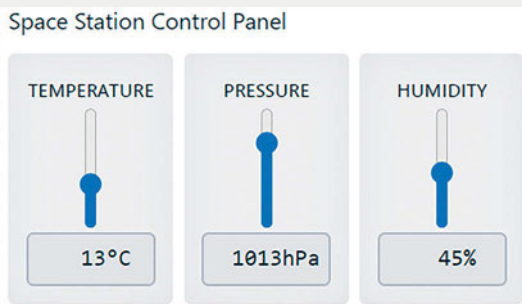 Space Station Control Panel
TEMPERATURE PRESSURE HUMIDITY
13°C 1013hPa 45%